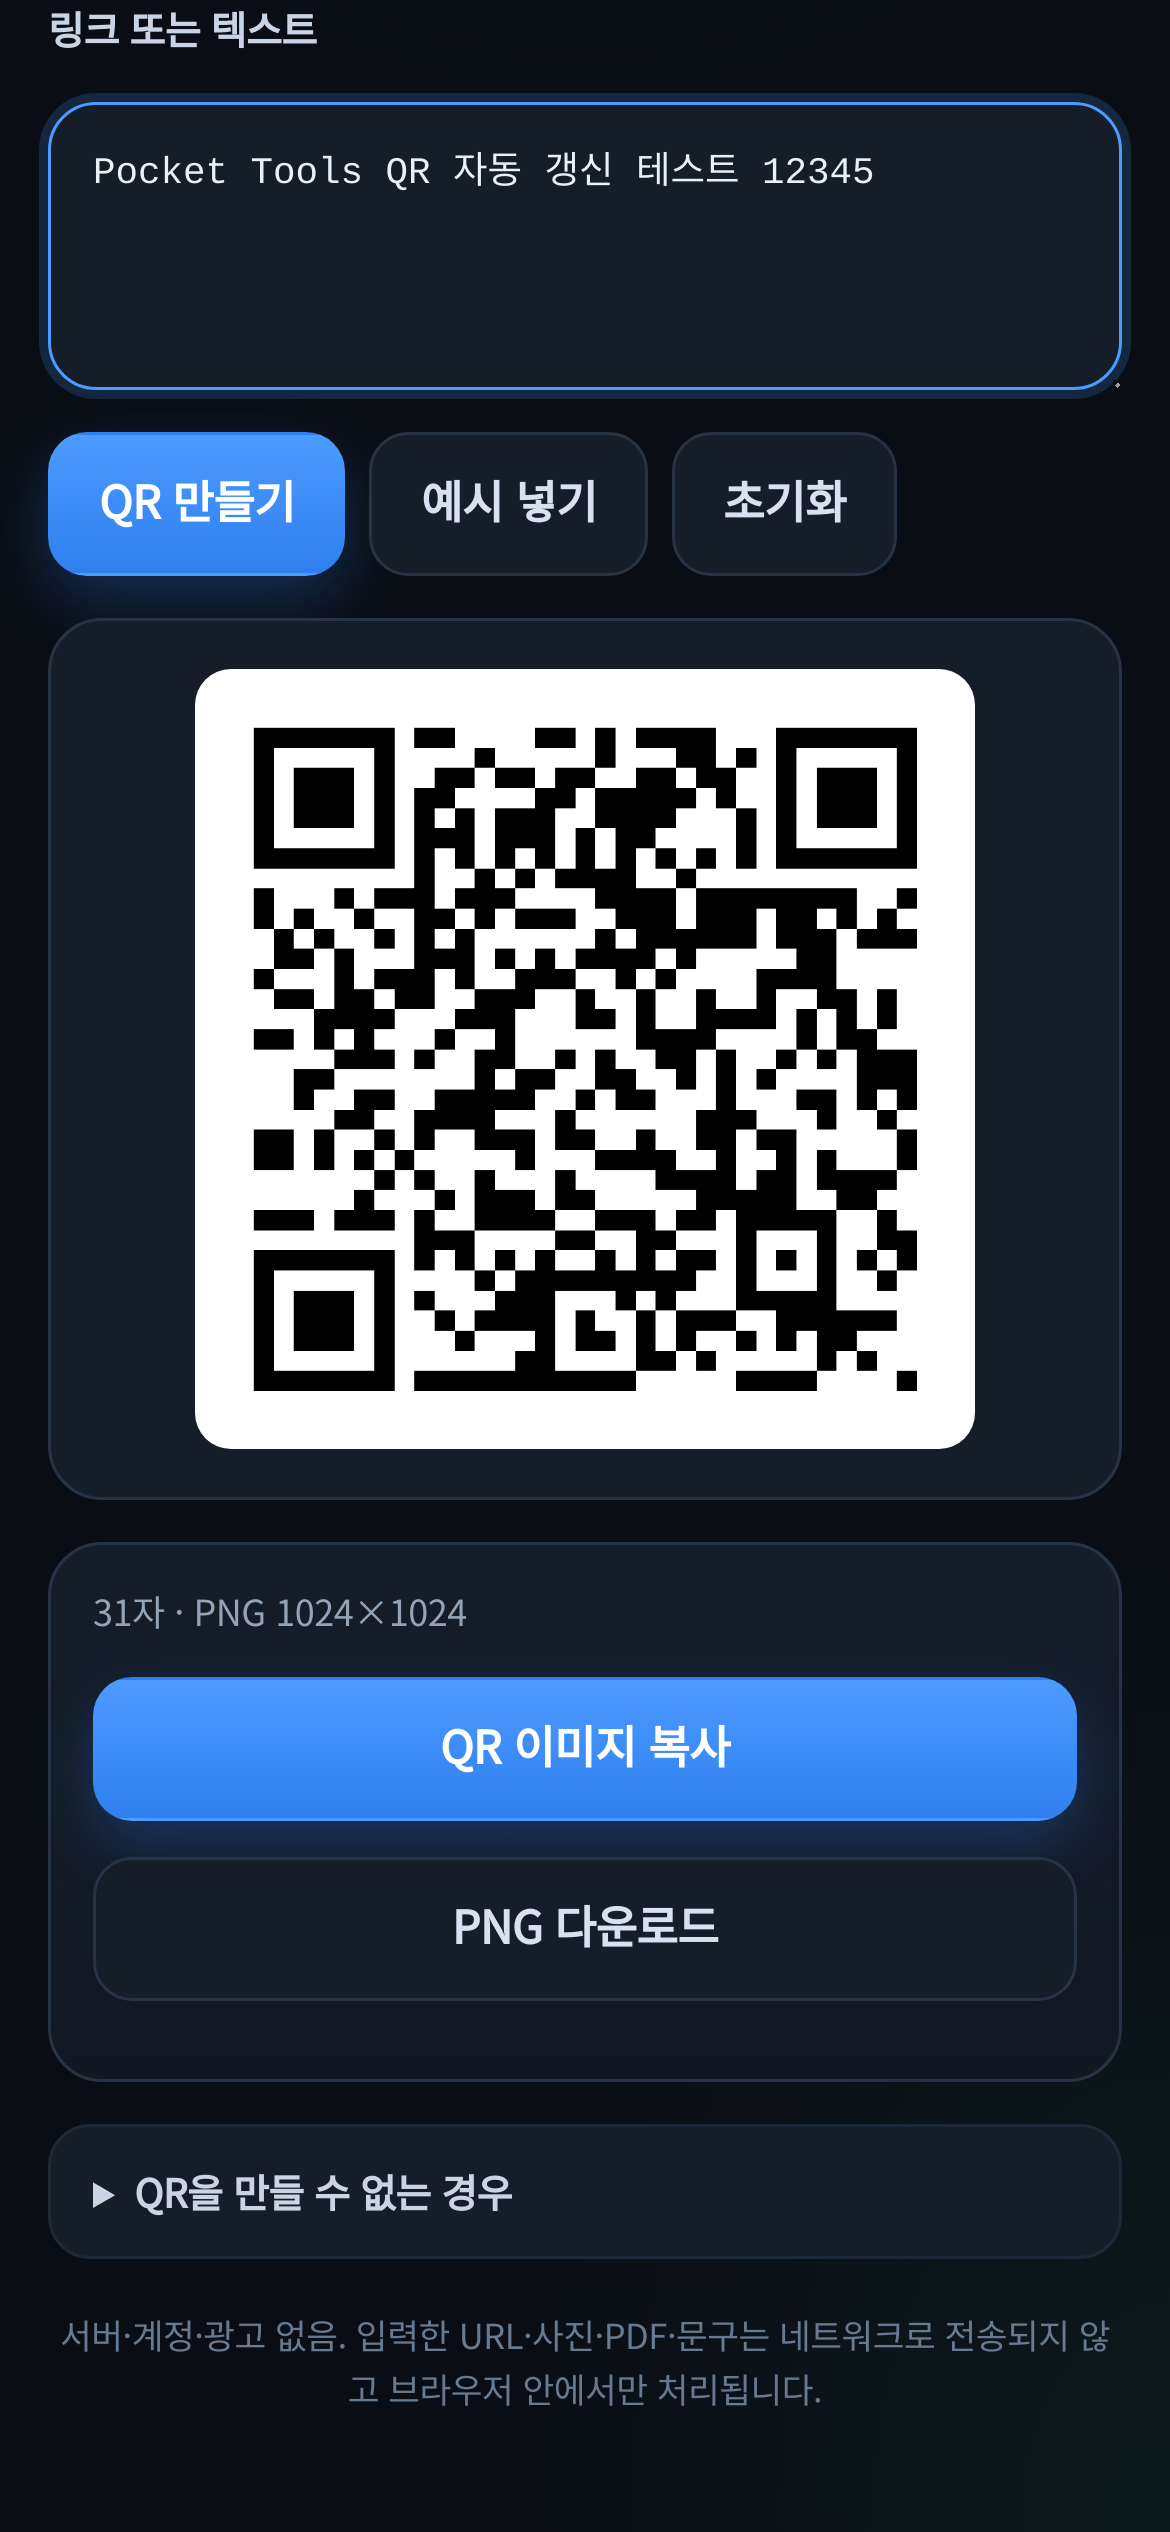 링크 또는 텍스트
Pocket Tools QR 자동 갱신 테스트 12345
QR 만들기
예시 넣기
초기화
31자 · PNG 1024×1024
QR 이미지 복사
PNG 다운로드
▶ QR을 만들 수 없는 경우
서버·계정·광고 없음. 입력한 URL·사진·PDF·문구는 네트워크로 전송되지 않
고 브라우저 안에서만 처리됩니다.